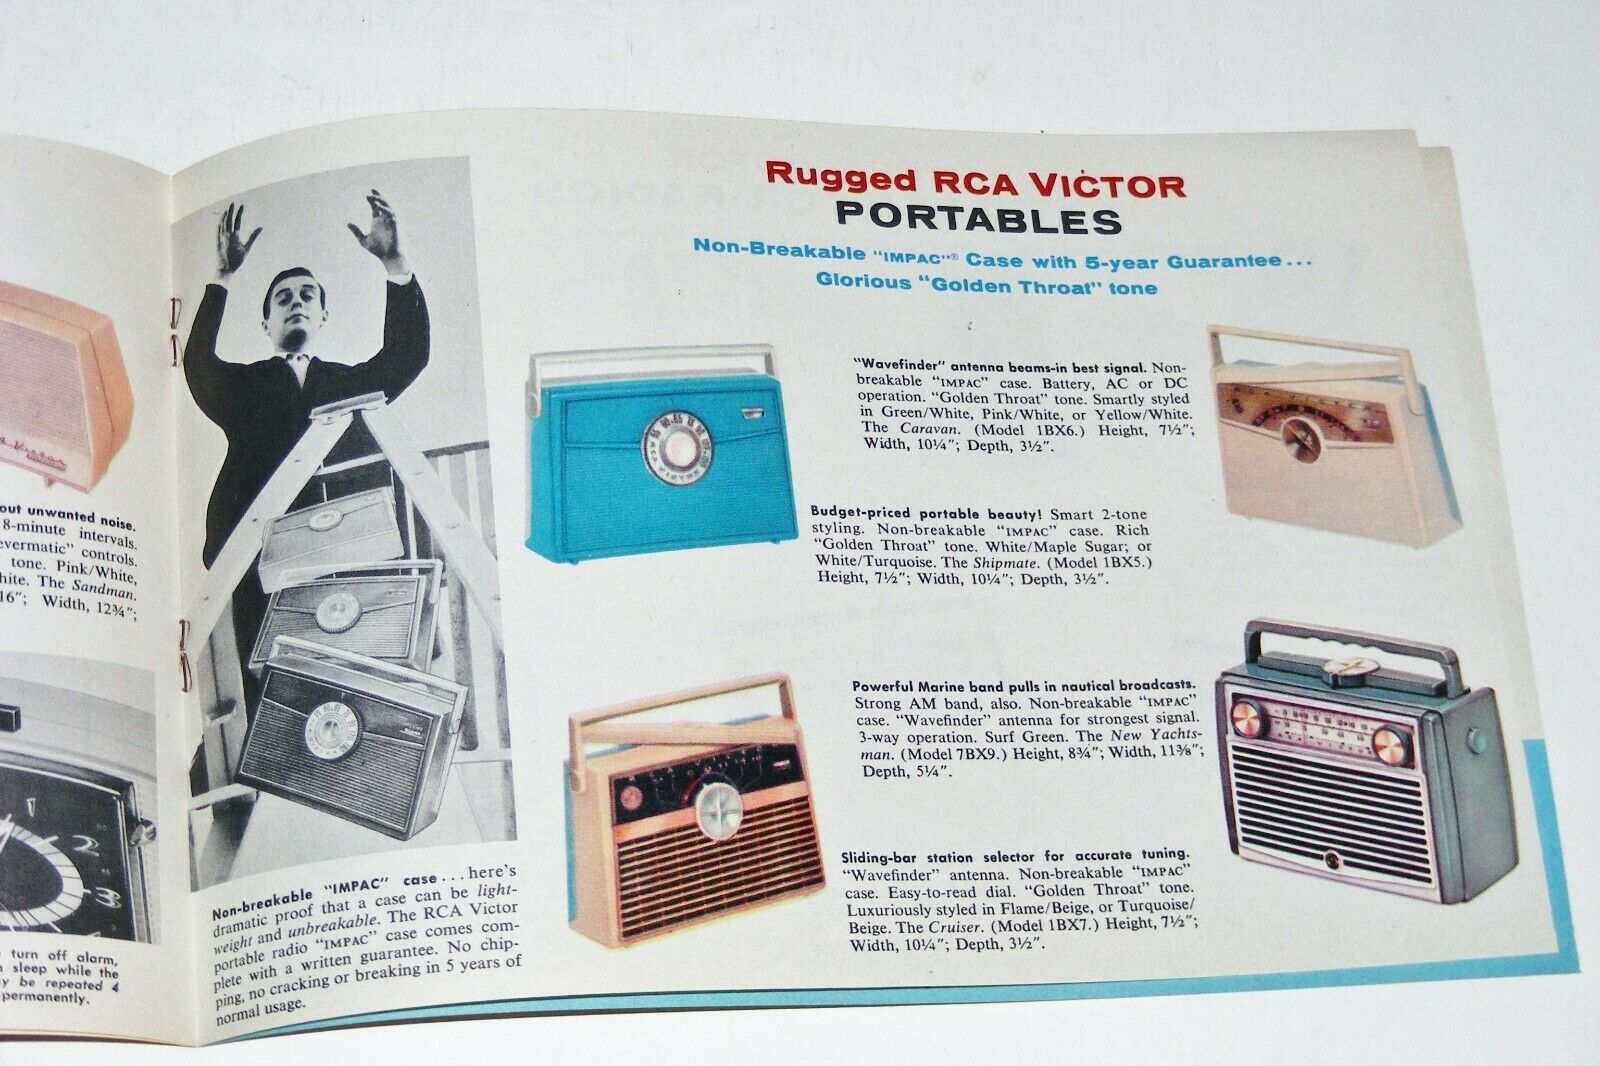 out unwanted noise.
8-minute intervals.
evermatic" controls.
tone. Pink/White,
hite. The Sandman.
16"; Width, 12¾";
turn off alarm,
sleep while the
y be repeated 4
permanently.
Non-breakable "IMPAC" case . . . here's
dramatic proof that a case can be light-
weight and unbreakable. The RCA Victor
portable radio "IMPAC" case comes com-
plete with a written guarantee. No chip-
ping, no cracking or breaking in 5 years of
normal usage.
Rugged RCA VICTOR
PORTABLES
Non-Breakable "IMPAC"® Case with 5-year Guarantee . . .
Glorious "Golden Throat" tone
"Wavefinder" antenna beams-in best signal. Non-
breakable "IMPAC" case. Battery, AC or DC
operation. "Golden Throat" tone. Smartly styled
in Green/White, Pink/White, or Yellow/White.
The Caravan. (Model 1BX6.) Height, 7½";
Width, 10¼"; Depth, 3½".
Budget-priced portable beauty! Smart 2-tone
styling. Non-breakable "IMPAC" case. Rich
"Golden Throat" tone. White/Maple Sugar; or
White/Turquoise. The Shipmate. (Model 1BX5.)
Height, 7½"; Width, 10¼"; Depth, 3½".
RCA VICTOR
Powerful Marine band pulls in nautical broadcasts.
Strong AM band, also. Non-breakable "IMPAC"
case. "Wavefinder" antenna for strongest signal.
3-way operation. Surf Green. The New Yachts-
man. (Model 7BX9.) Height, 8¾"; Width, 11⅜";
Depth, 5¼".
Sliding-bar station selector for accurate tuning.
"Wavefinder" antenna. Non-breakable "IMPAC"
case. Easy-to-read dial. "Golden Throat" tone.
Luxuriously styled in Flame/Beige, or Turquoise/
Beige. The Cruiser. (Model 1BX7.) Height, 7½";
Width, 10¼"; Depth, 3½".